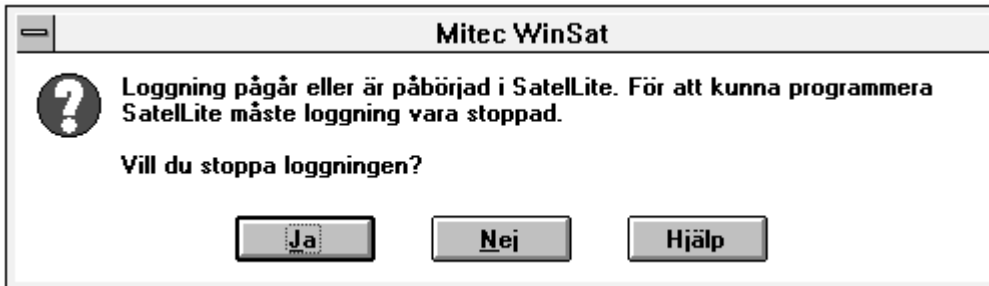 Mitec WinSat
Loggning pågår eller är påbörjad i SatelLite. För att kunna programmera
SatelLite måste loggning vara stoppad.
Vill du stoppa loggningen?
Ja
Nej
Hjälp